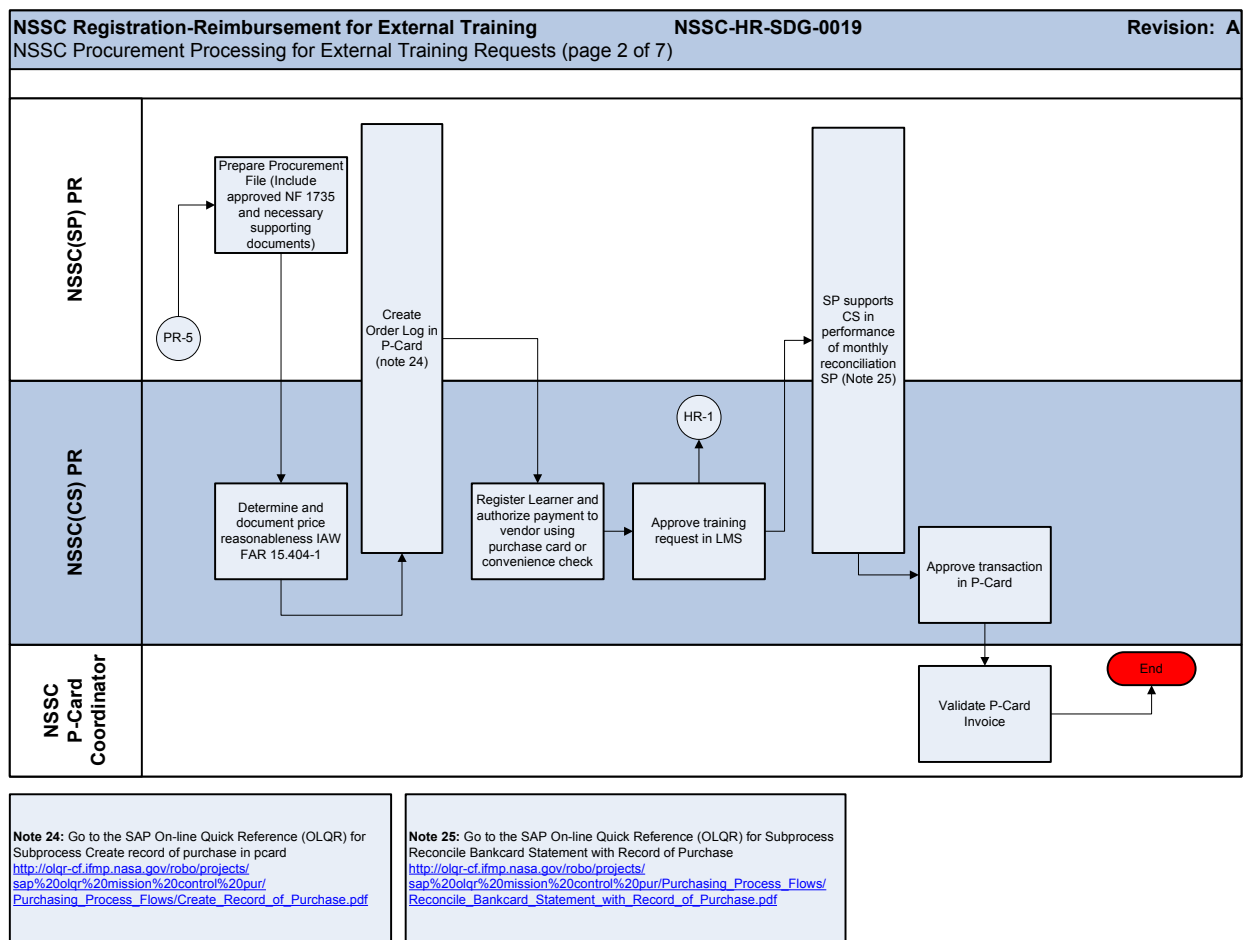 NSSC Registration-Reimbursement for External Training NSSC-HR-SDG-0019 Revision: A
NSSC Procurement Processing for External Training Requests (page 2 of 7)
NSSC(SP) PR
Prepare Procurement
File (Include
approved NF 1735
and necessary
supporting
documents)
PR-5
Create
Order Log in
P-Card
(note 24)
SP supports
CS in
performance
of monthly
reconciliation
SP (Note 25)
NSSC(CS) PR
HR-1
Determine and
document price
reasonableness IAW
FAR 15.404-1
Register Learner and
authorize payment to
vendor using
purchase card or
convenience check
Approve training
request in LMS
Approve transaction
in P-Card
NSSC
P-Card
Coordinator
Validate P-Card
Invoice
End
Note 24: Go to the SAP On-line Quick Reference (OLQR) for
Subprocess Create record of purchase in pcard
http://olqr-cf.ifmp.nasa.gov/robo/projects/
sap%20olqr%20mission%20control%20pur/
Purchasing_Process_Flows/Create_Record_of_Purchase.pdf
Note 25: Go to the SAP On-line Quick Reference (OLQR) for Subprocess
Reconcile Bankcard Statement with Record of Purchase
http://olqr-cf.ifmp.nasa.gov/robo/projects/
sap%20olqr%20mission%20control%20pur/Purchasing_Process_Flows/
Reconcile_Bankcard_Statement_with_Record_of_Purchase.pdf